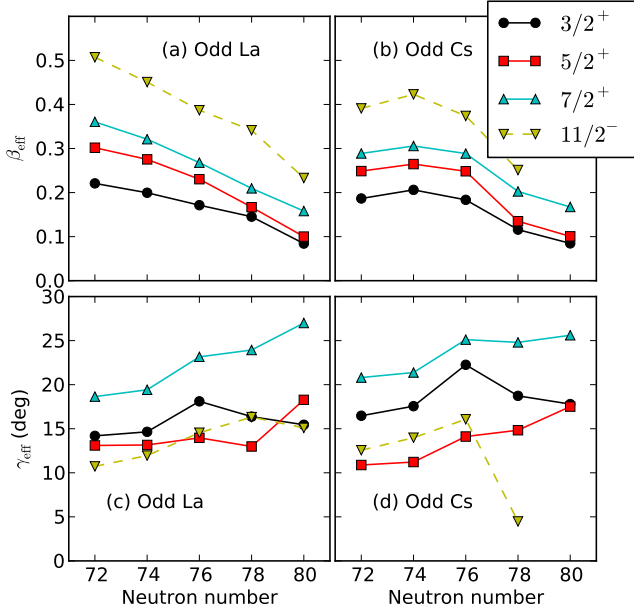 3/2+
5/2+
7/2+
11/2−
(a) Odd La
(b) Odd Cs
0.5
0.4
0.3
0.2
0.1
0.0
βeff
30
25
20
15
10
5
0
γeff (deg)
(c) Odd La
(d) Odd Cs
72 74 76 78 80 72 74 76 78 80
Neutron number Neutron number